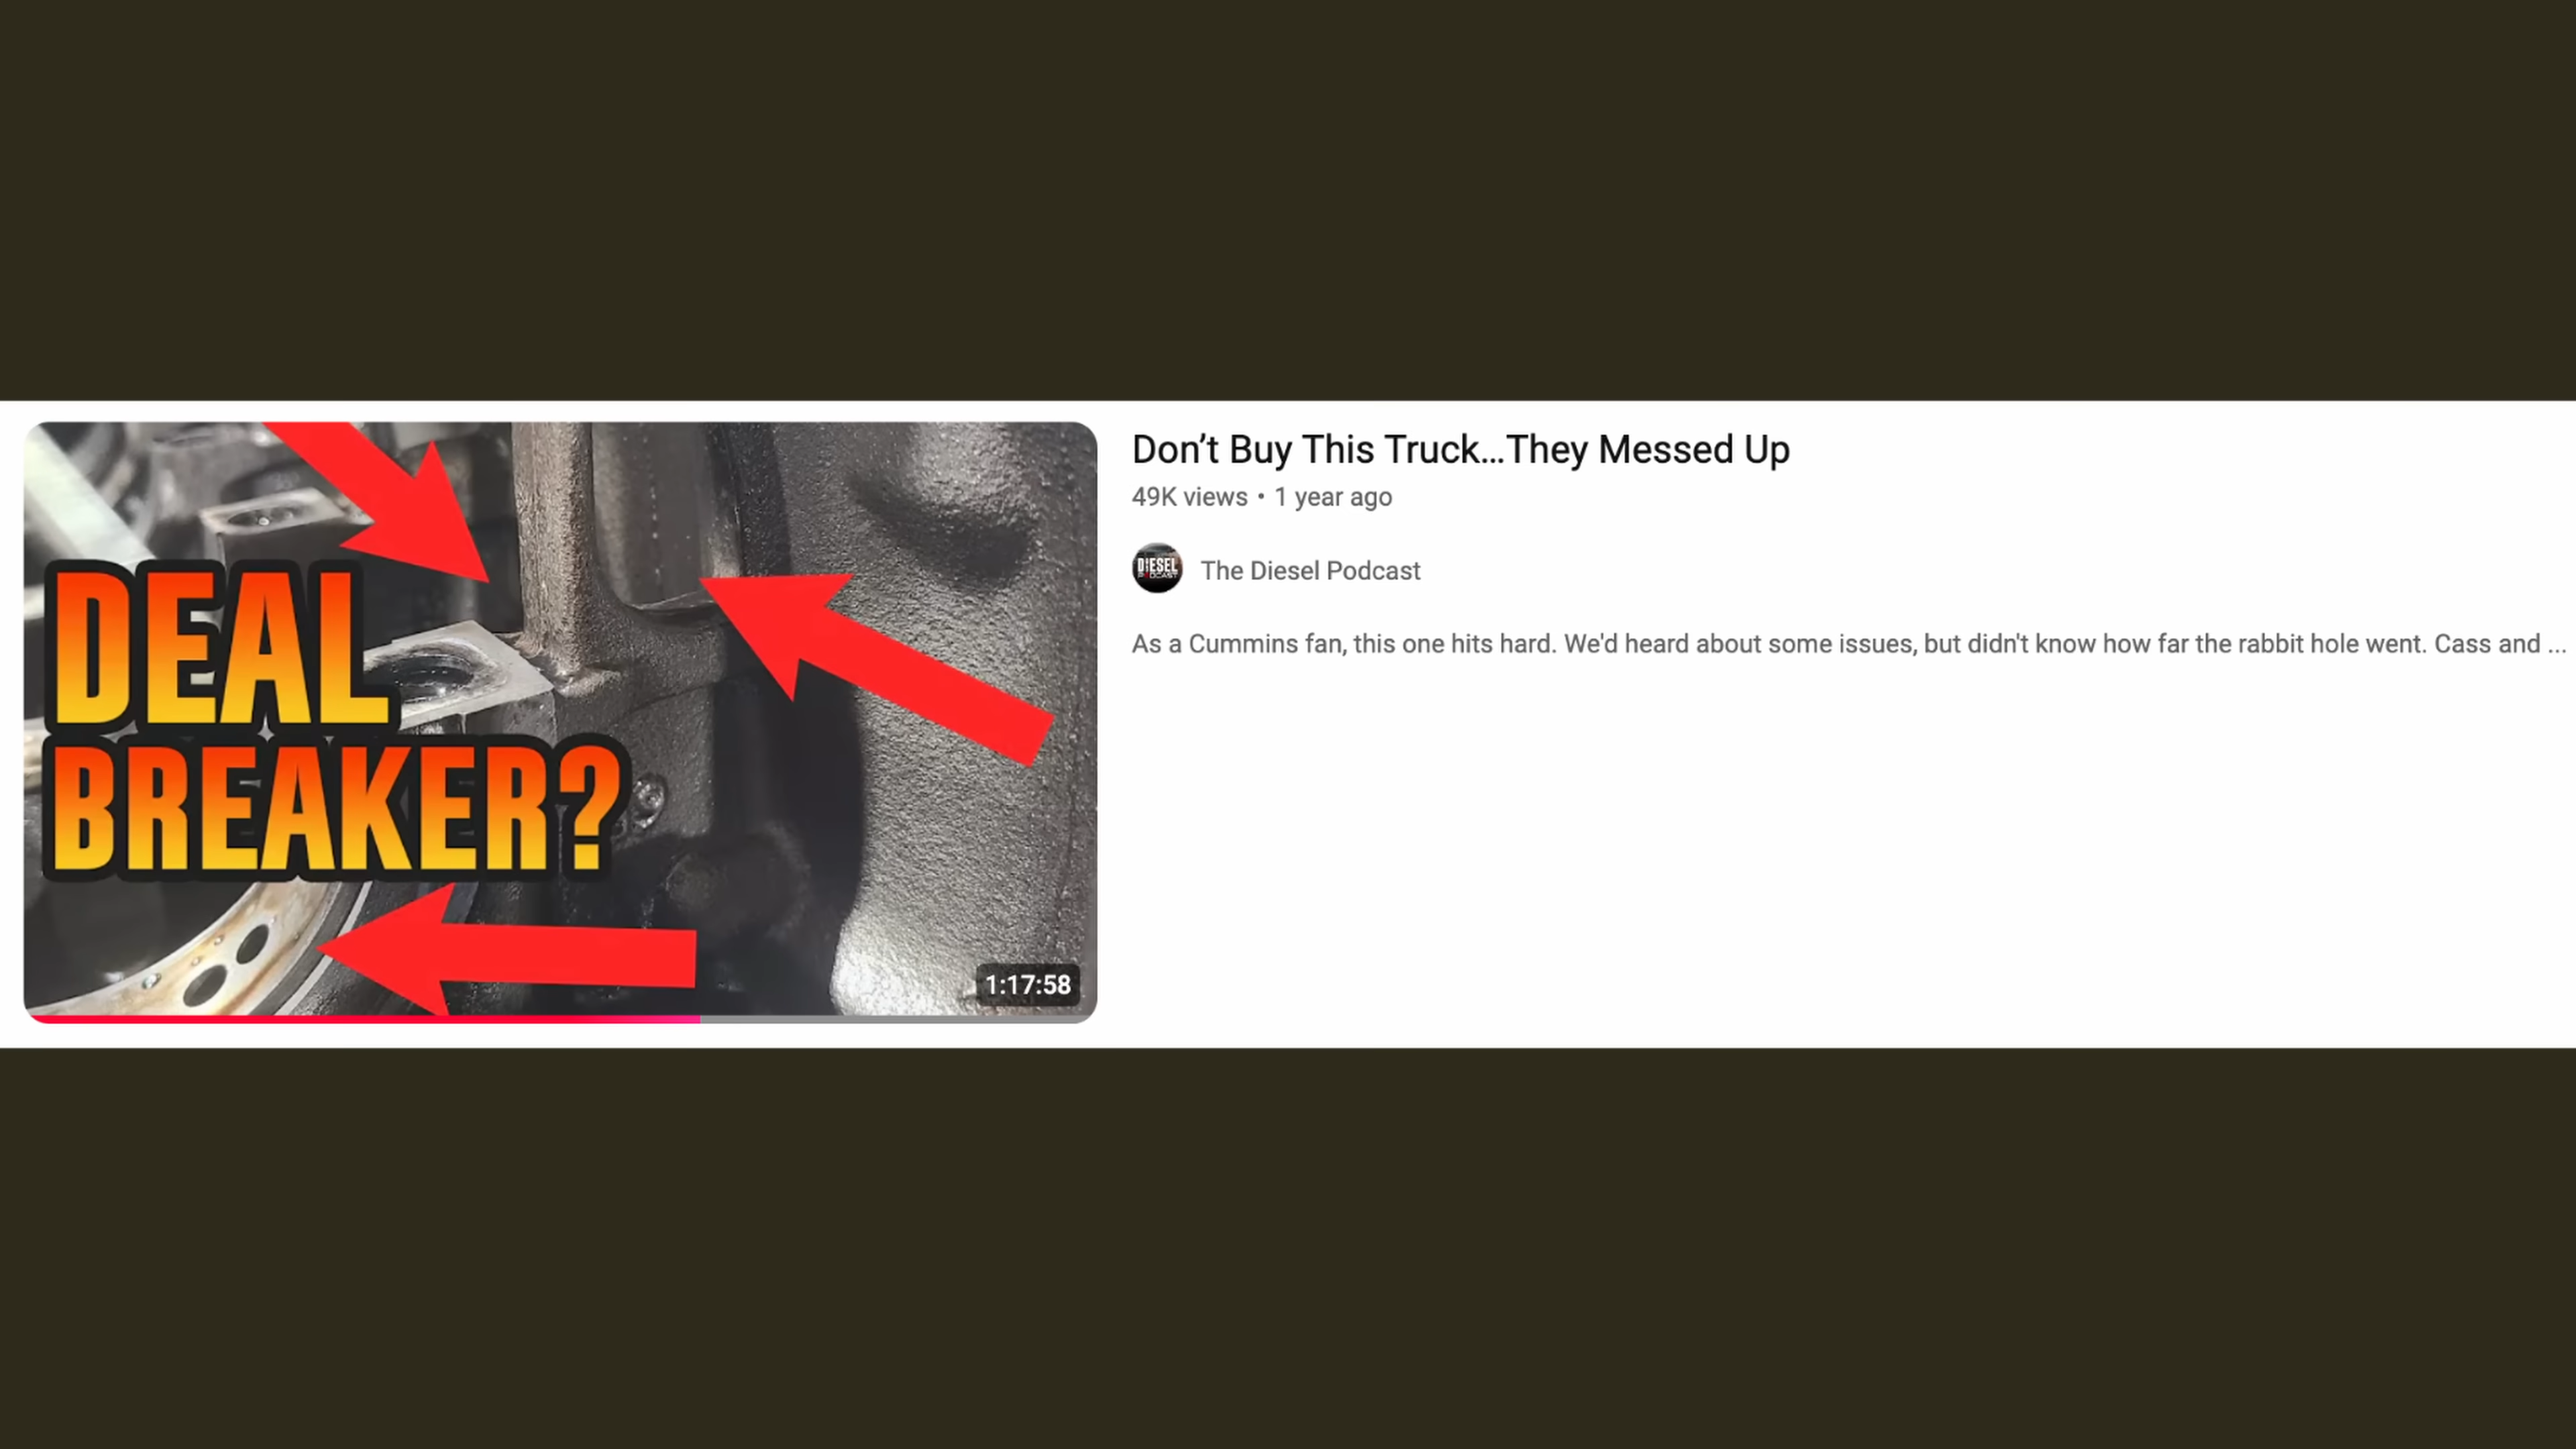 DEAL
BREAKER?
1:17:58
Don’t Buy This Truck...They Messed Up
49K views • 1 year ago
DIESEL
PODCAST
The Diesel Podcast
As a Cummins fan, this one hits hard. We'd heard about some issues, but didn't know how far the rabbit hole went. Cass and ...